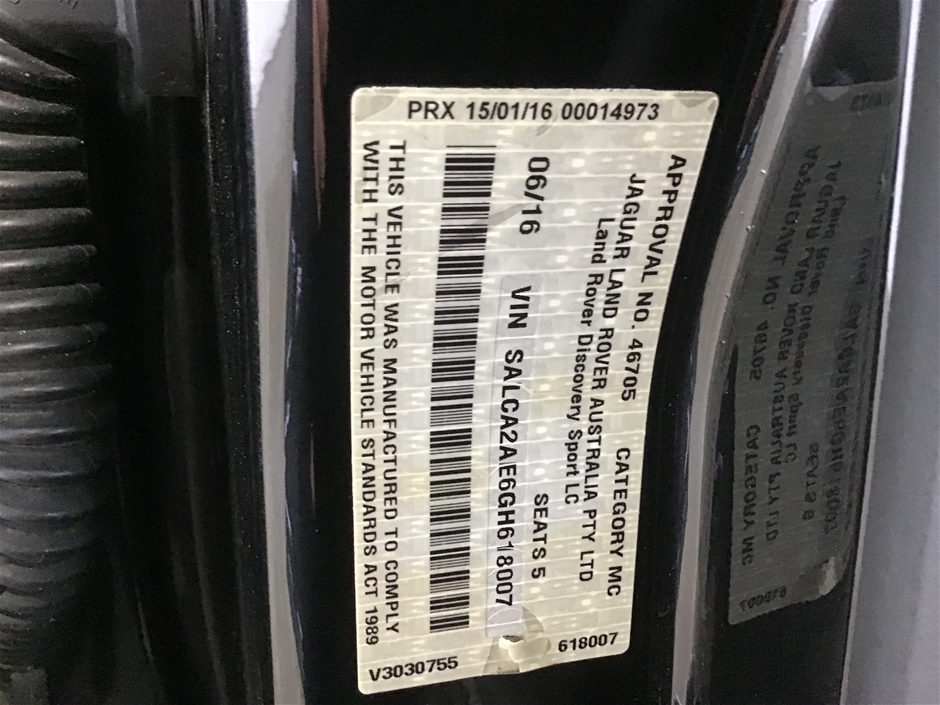 PRX 15/01/16 00014973
APPROVAL NO. 46705 CATEGORY MC
JAGUAR LAND ROVER AUSTRALIA PTY LTD
Land Rover Discovery Sport LC
06/16 VIN SALCA2AE6GH618007 SEATS 5
THIS VEHICLE WAS MANUFACTURED TO COMPLY
WITH THE MOTOR VEHICLE STANDARDS ACT 1989
V3030755
618007